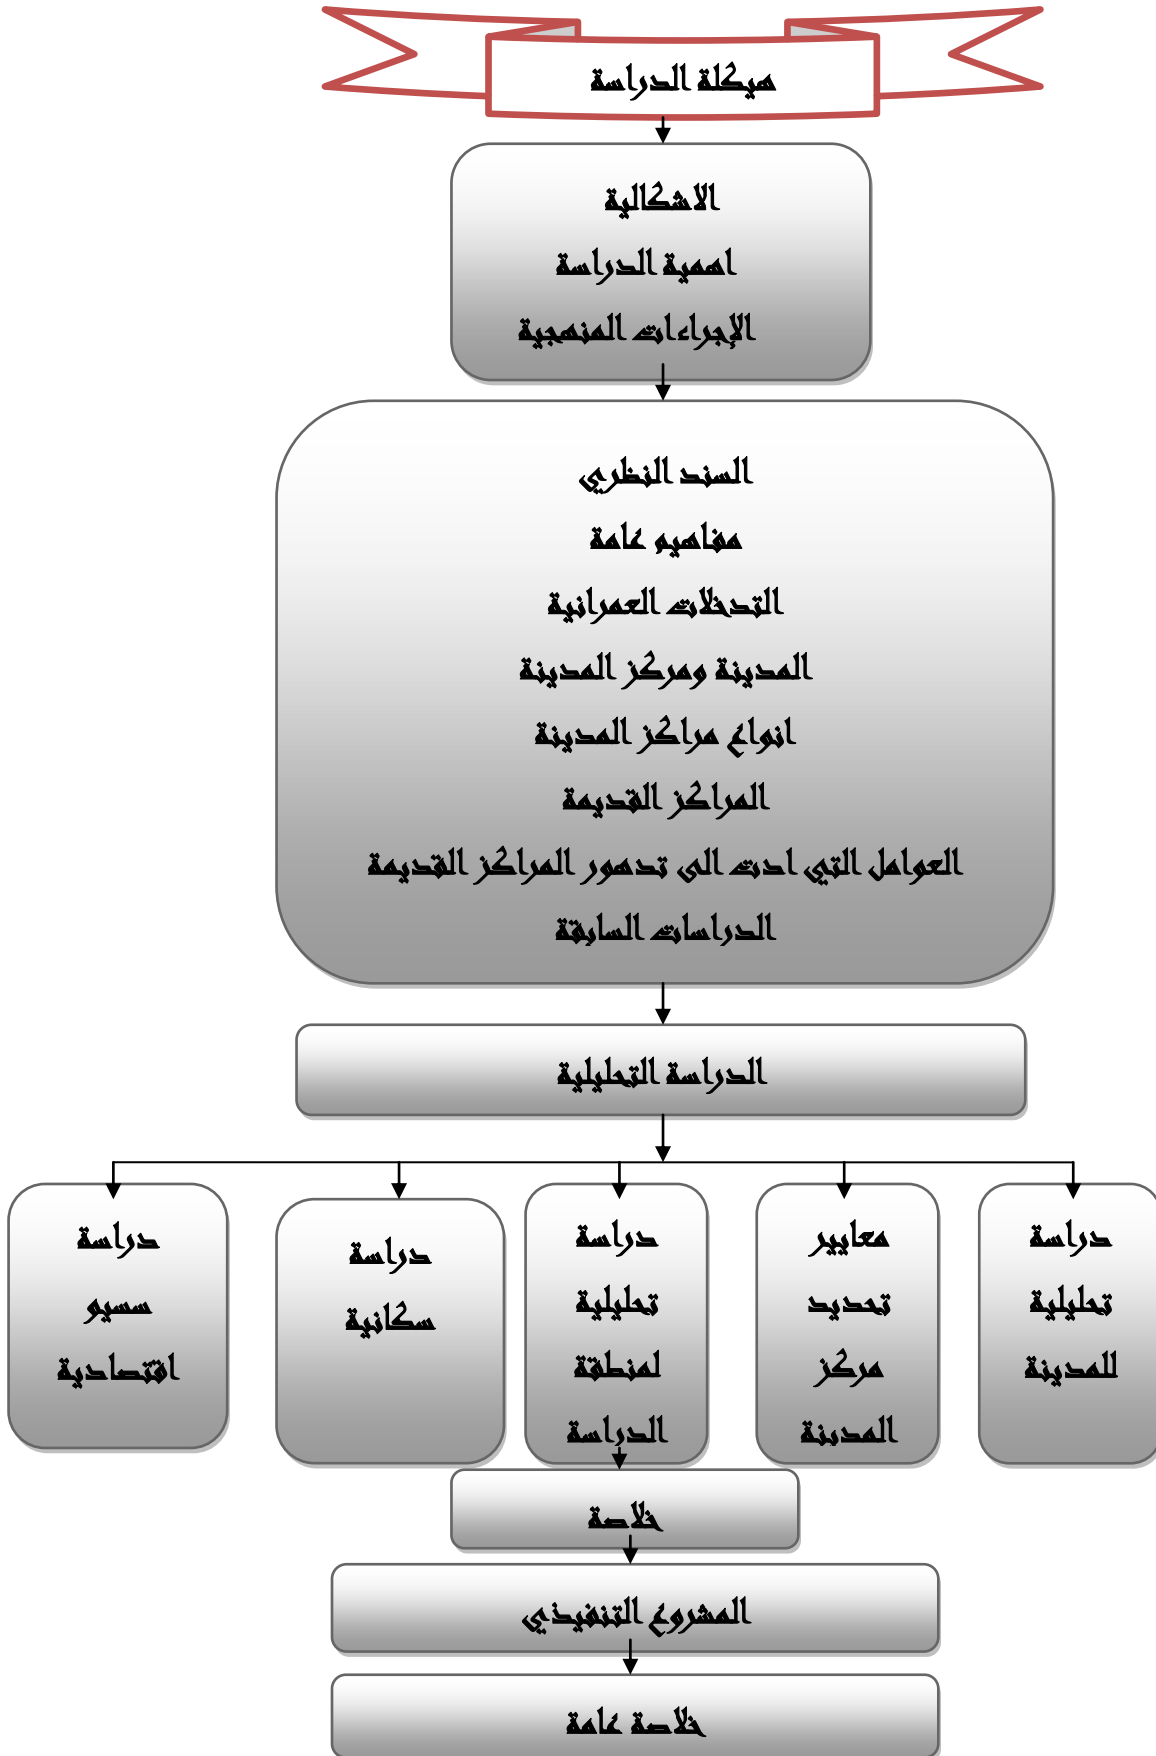 هيكلة الدراسة
الاشكالية
اهمية الدراسة
الإجراءات المنهجية
السند النظري
مفاهيم عامة
التدخلات العمرانية
المدينة ومركز المدينة
انواع مراكز المدينة
المراكز القديمة
العوامل التي ادت الى تدهور المراكز القديمة
الدراسات السابقة
الدراسة التحليلية
دراسة
تحليلية
للمدينة
معايير
تحديد
مركز
المدينة
دراسة
تحليلية
لمنطقة
الدراسة
دراسة
سكانية
دراسة
سسيو
اقتصادية
خلاصة
المشروع التنفيذي
خلاصة عامة